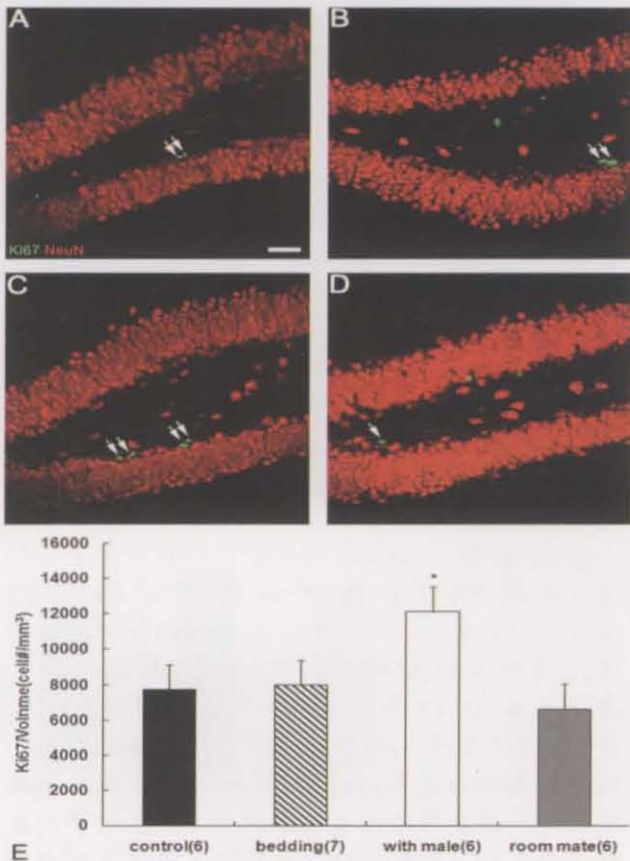 A
B
Ki67 NeuN
C
D
16000
14000
12000
10000
8000
6000
4000
2000
0
Ki67/Volnme(cell#/mm³)
*
control(6) bedding(7) with male(6) room mate(6)
E